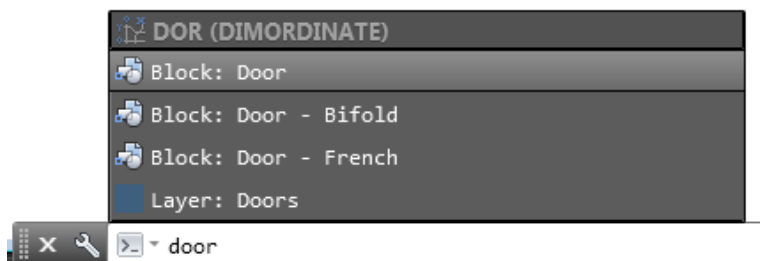 DOR (DIMORDINATE)
Block: Door
Block: Door - Bifold
Block: Door - French
Layer: Doors
door